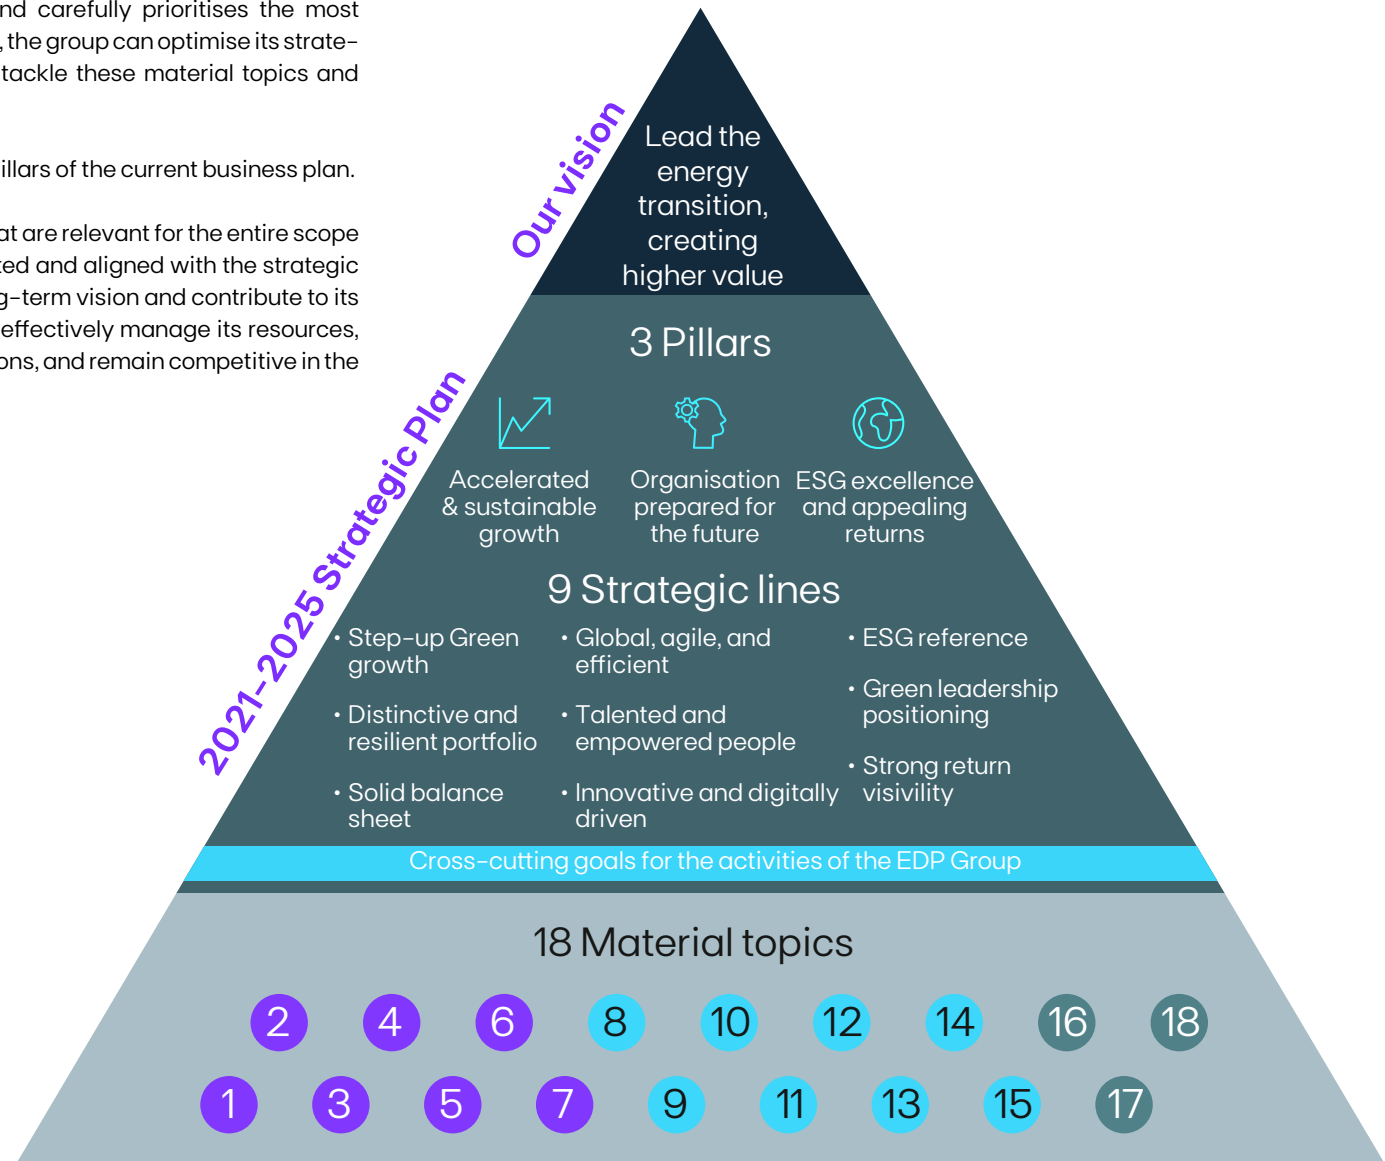 nd carefully prioritises the most
, the group can optimise its strate-
tackle these material topics and
illars of the current business plan.
at are relevant for the entire scope
ted and aligned with the strategic
g-term vision and contribute to its
effectively manage its resources,
ons, and remain competitive in the
Our vision
Lead the
energy
transition,
creating
higher value
2021-2025 Strategic Plan
3 Pillars
Accelerated
& sustainable
growth
Organisation
prepared for
the future
ESG excellence
and appealing
returns
9 Strategic lines
• Step-up Green
growth
• Distinctive and
resilient portfolio
• Solid balance
sheet
• Global, agile, and
efficient
• Talented and
empowered people
• Innovative and digitally
driven
• ESG reference
• Green leadership
positioning
• Strong return
visivility
Cross-cutting goals for the activities of the EDP Group
18 Material topics
2 4 6 8 10 12 14 16 18
1 3 5 7 9 11 13 15 17